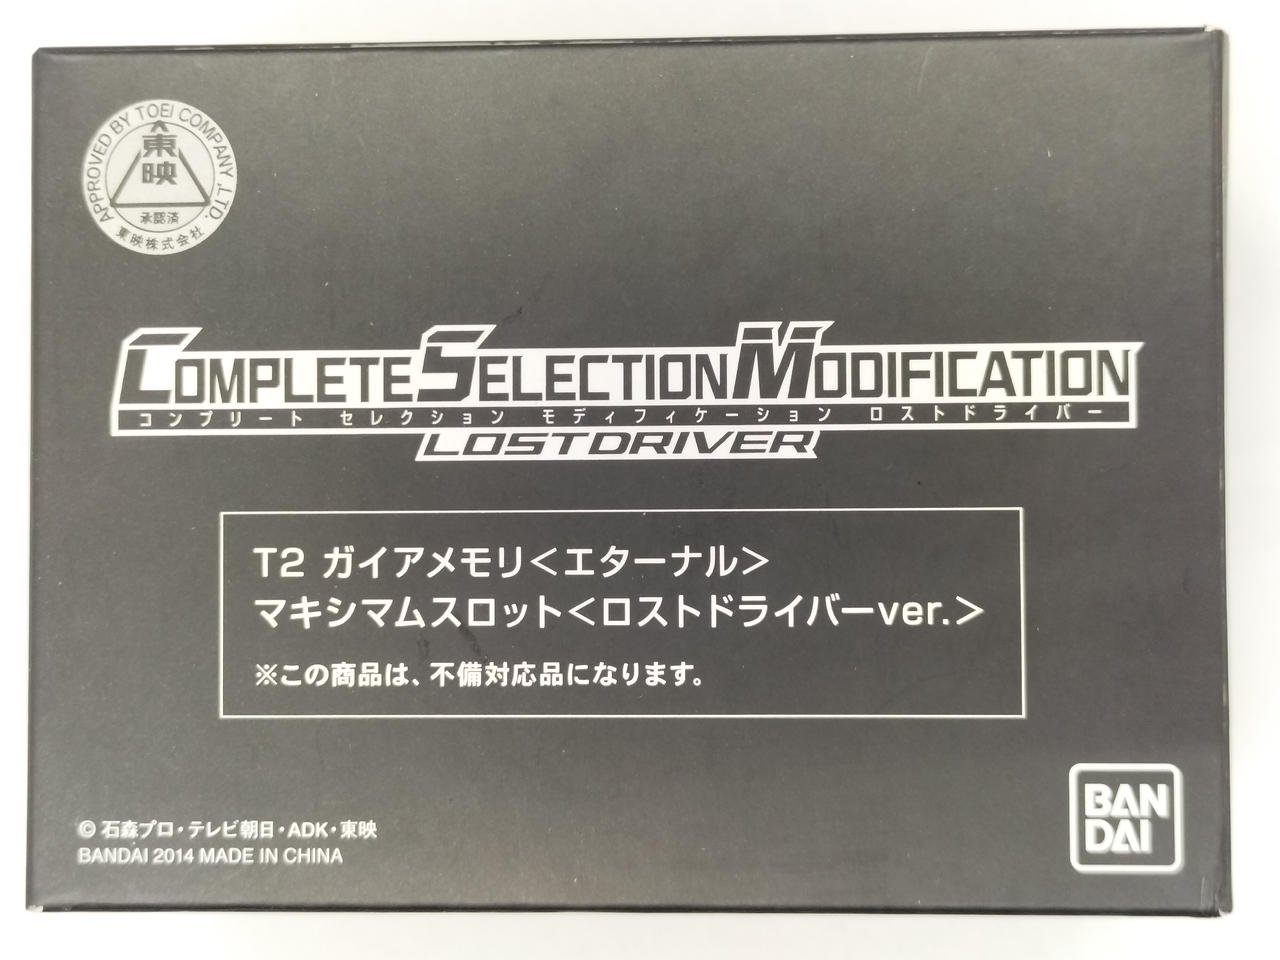 APPROVED BY TOEI COMPANY, LTD.
東映
承認済
東映株式会社
COMPLETE SELECTION MODIFICATION
コンプリート セレクション モディフィケーション ロストドライバー
LOSTDRIVER
T2 ガイアメモリ<エターナル>
マキシマムスロット<ロストドライバーver.>
※この商品は、不備対応品になります。
© 石森プロ・テレビ朝日・ADK・東映
BANDAI 2014 MADE IN CHINA
BAN
DAI